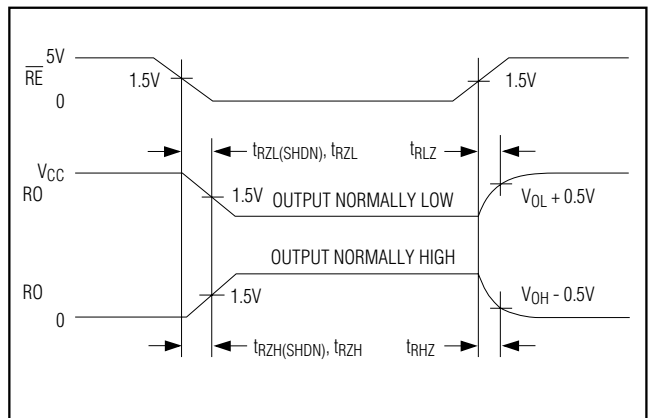 5V
RE
1.5V
1.5V
0
tRZL(SHDN), tRZL
tRLZ
VCC
RO
1.5V
OUTPUT NORMALLY LOW
VOL + 0.5V
OUTPUT NORMALLY HIGH
RO
1.5V
VOH - 0.5V
0
tRZH(SHDN), tRZH
tRHZ